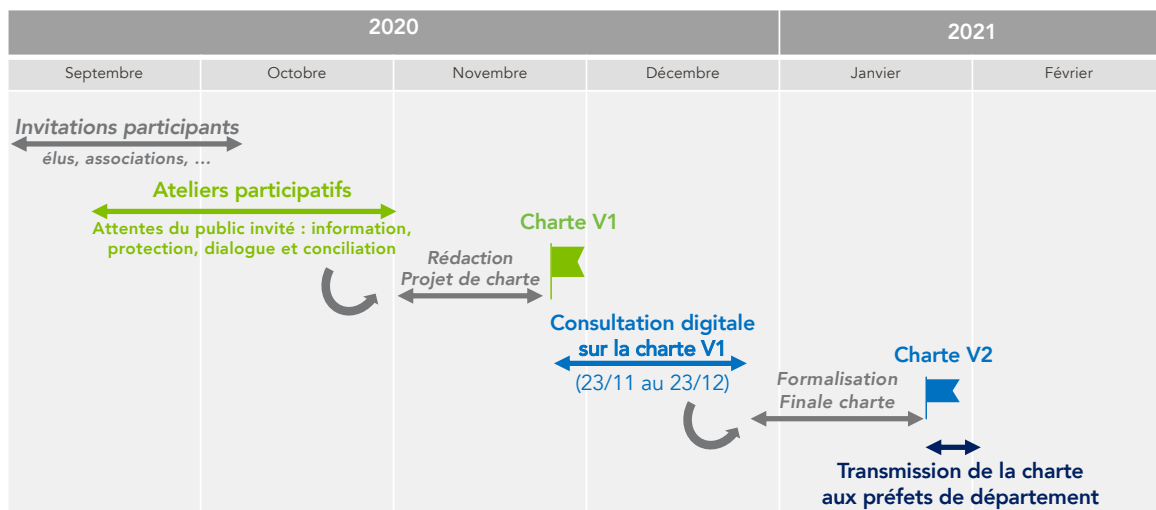 2020
2021
Septembre
Octobre
Novembre
Décembre
Janvier
Février
Invitations participants
élus, associations, ...
Ateliers participatifs
Attentes du public invité : information,
protection, dialogue et conciliation
Charte V1
Rédaction
Projet de charte
Consultation digitale
sur la charte V1
(23/11 au 23/12)
Charte V2
Formalisation
Finale charte
Transmission de la charte
aux préfets de département